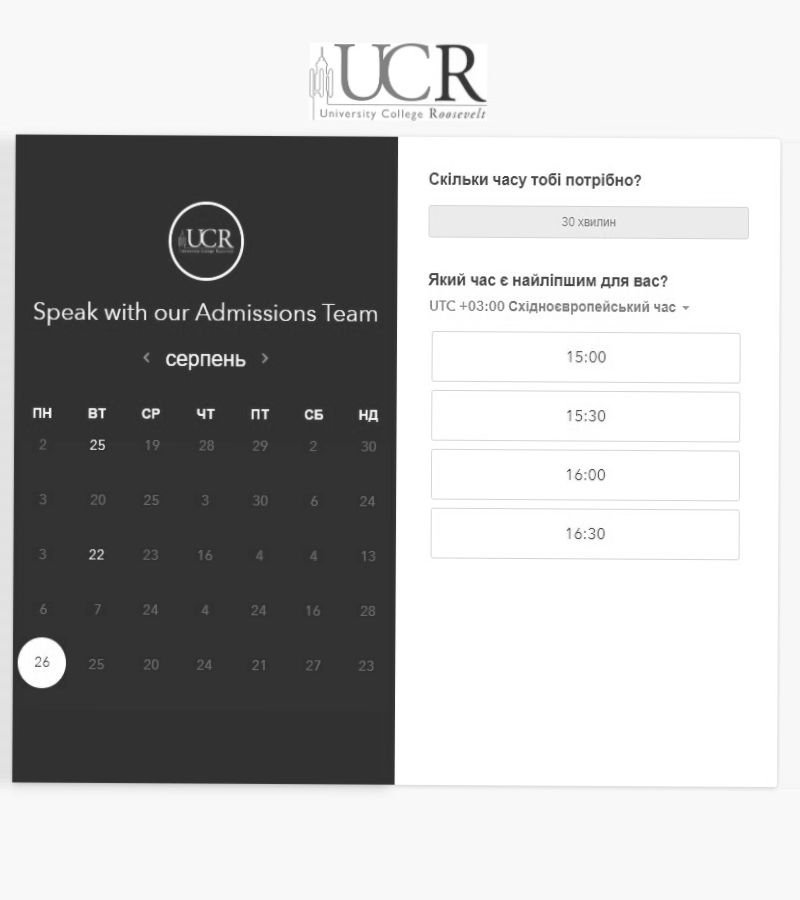 UCR
University College Roosevelt
UCR
Speak with our Admissions Team
серпень
ПН ВТ СР ЧТ ПТ СБ НД
2 25 19 28 29 2 30
3 20 25 3 30 6 24
3 22 23 16 4 4 13
6 7 24 4 24 16 28
26 25 20 24 21 27 23
Скільки часу тобі потрібно?
30 хвилин
Який час є найліпшим для вас?
UTC +03:00 Східноєвропейський час
15:00
15:30
16:00
16:30